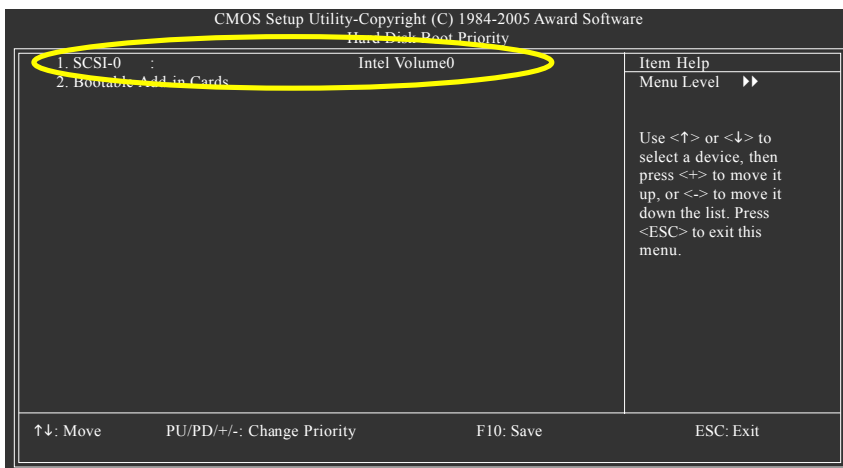 CMOS Setup Utility-Copyright (C) 1984-2005 Award Software
Hard Disk Boot Priority
1. SCSI-0 : Intel Volume0
2. Bootable Add-in Cards
Item Help
Menu Level ▸▸
Use <↑> or <↓> to
select a device, then
press <+> to move it
up, or <-> to move it
down the list. Press
<ESC> to exit this
menu.
↑↓: Move PU/PD/+/-: Change Priority F10: Save ESC: Exit